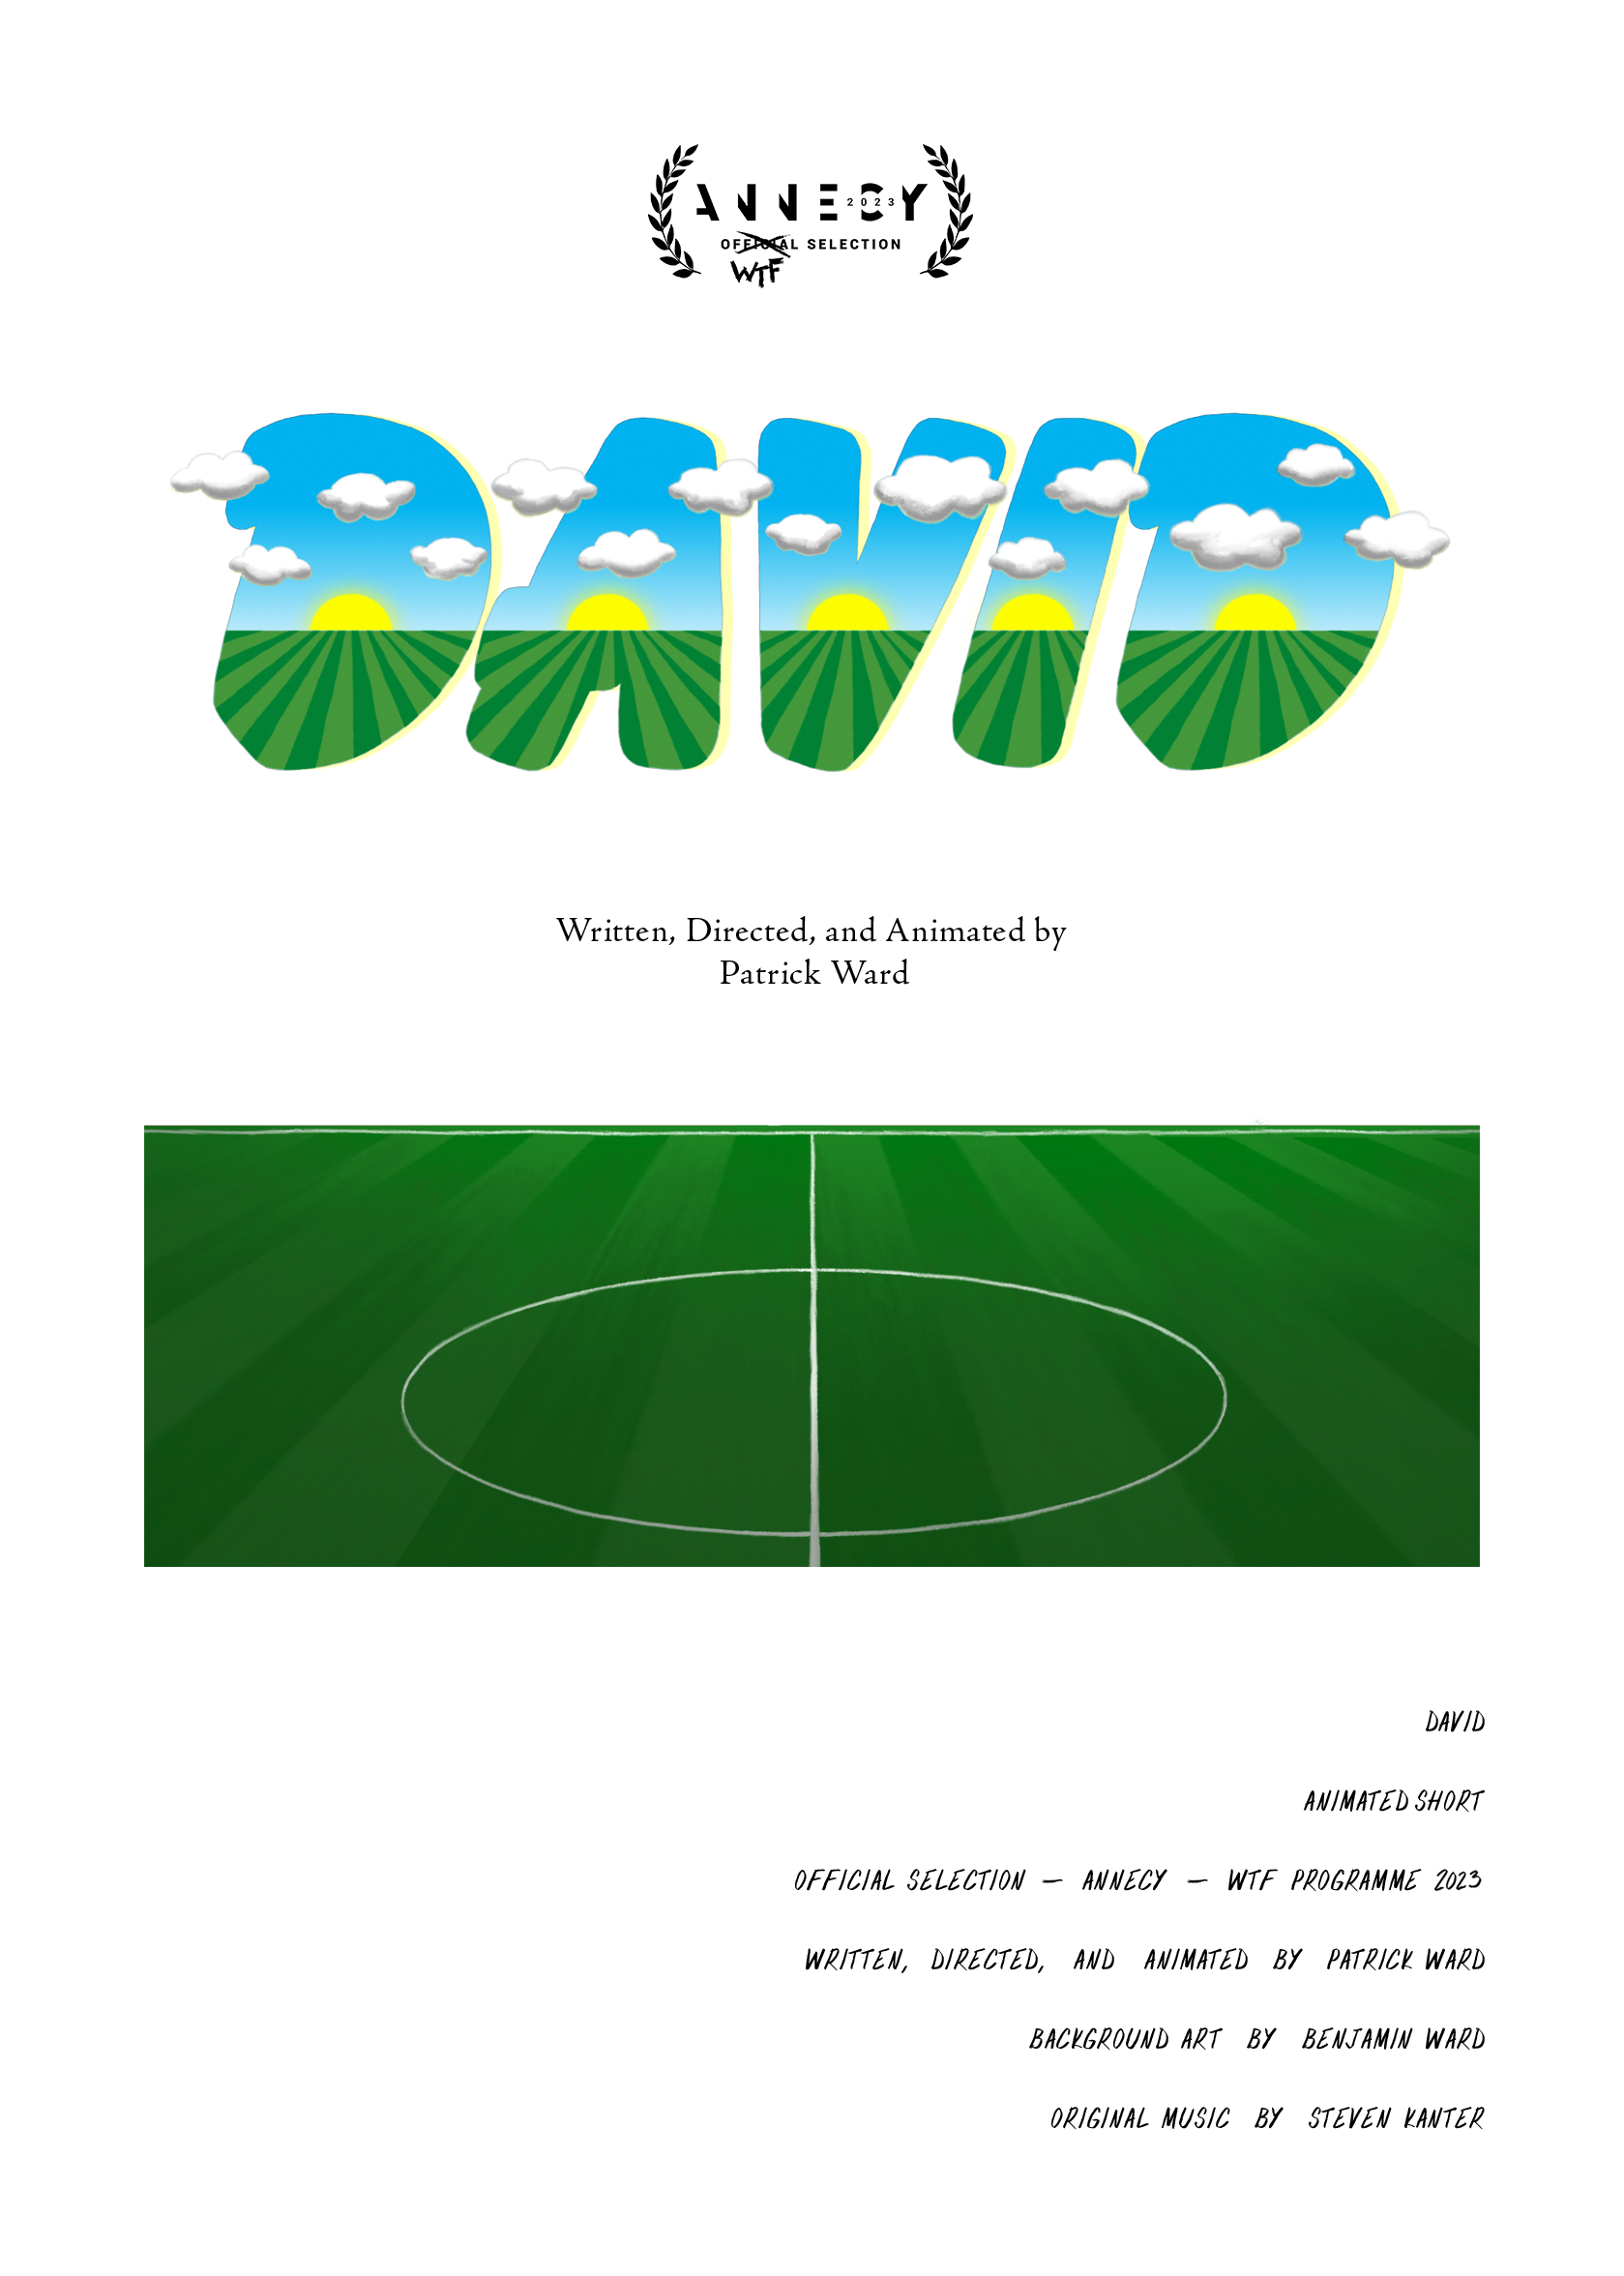 ANNECY
2023
OFFICIAL SELECTION
WTF
DAVID
Written, Directed, and Animated by
Patrick Ward
DAVID
ANIMATED SHORT
OFFICIAL SELECTION — ANNECY — WTF PROGRAMME 2023
WRITTEN, DIRECTED, AND ANIMATED BY PATRICK WARD
BACKGROUND ART BY BENJAMIN WARD
ORIGINAL MUSIC BY STEVEN KANTER